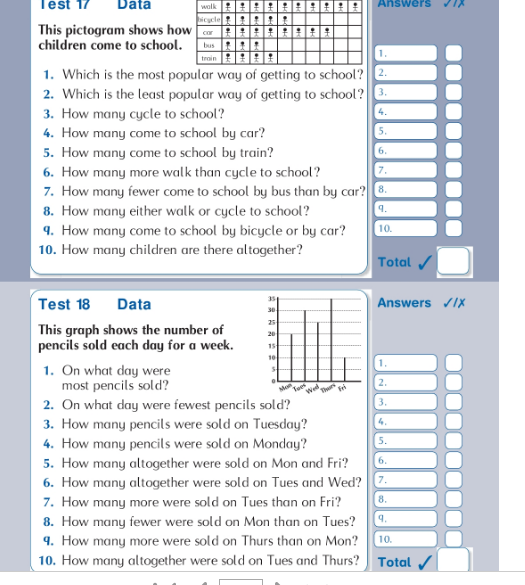 Test 17 Data
Answers ✓/✗
This pictogram shows how
children come to school.
walk
bicycle
car
bus
train
1. Which is the most popular way of getting to school?
2. Which is the least popular way of getting to school?
3. How many cycle to school?
4. How many come to school by car?
5. How many come to school by train?
6. How many more walk than cycle to school?
7. How many fewer come to school by bus than by car?
8. How many either walk or cycle to school?
9. How many come to school by bicycle or by car?
10. How many children are there altogether?
1.
2.
3.
4.
5.
6.
7.
8.
9.
10.
Total ✓
Test 18 Data
Answers ✓/✗
This graph shows the number of
pencils sold each day for a week.
35
30
25
20
15
10
5
0
Mon Tues Wed Thurs Fri
1. On what day were
most pencils sold?
2. On what day were fewest pencils sold?
3. How many pencils were sold on Tuesday?
4. How many pencils were sold on Monday?
5. How many altogether were sold on Mon and Fri?
6. How many altogether were sold on Tues and Wed?
7. How many more were sold on Tues than on Fri?
8. How many fewer were sold on Mon than on Tues?
9. How many more were sold on Thurs than on Mon?
10. How many altogether were sold on Tues and Thurs?
1.
2.
3.
4.
5.
6.
7.
8.
9.
10.
Total ✓